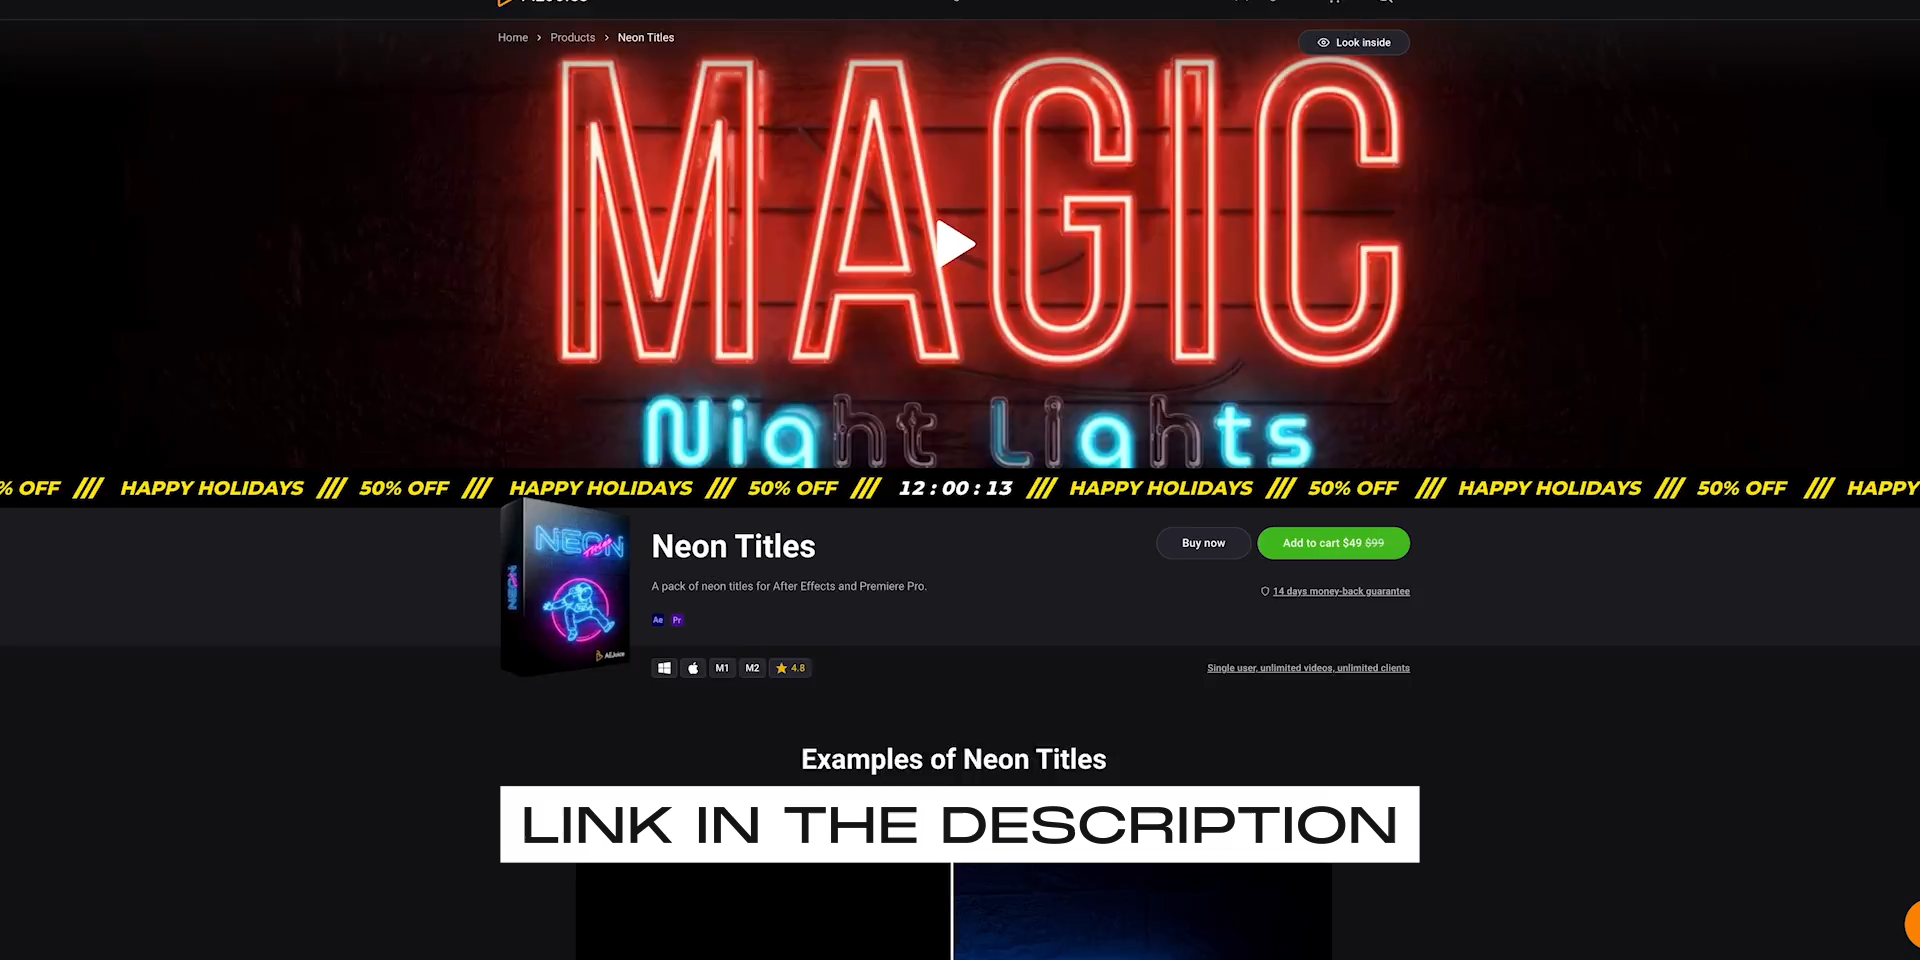 Home > Products > Neon Titles
Look inside
MAGIC
Night Lights
% OFF /// HAPPY HOLIDAYS /// 50% OFF /// HAPPY HOLIDAYS /// 50% OFF /// 12 : 00 : 13 /// HAPPY HOLIDAYS /// 50% OFF /// HAPPY HOLIDAYS /// 50% OFF /// HAPPY
NEON
Titles
NEON
AEJuice
Neon Titles
Buy now
Add to cart $49 $99
A pack of neon titles for After Effects and Premiere Pro.
14 days money-back guarantee
Ae Pr
M1 M2 4.8
Single user, unlimited videos, unlimited clients
Examples of Neon Titles
LINK IN THE DESCRIPTION